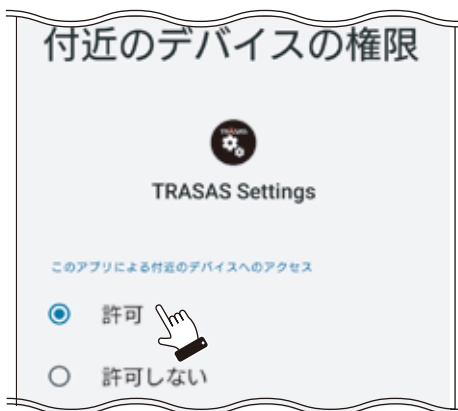 付近のデバイスの権限
TRASAS
TRASAS Settings
このアプリによる付近のデバイスへのアクセス
許可
許可しない